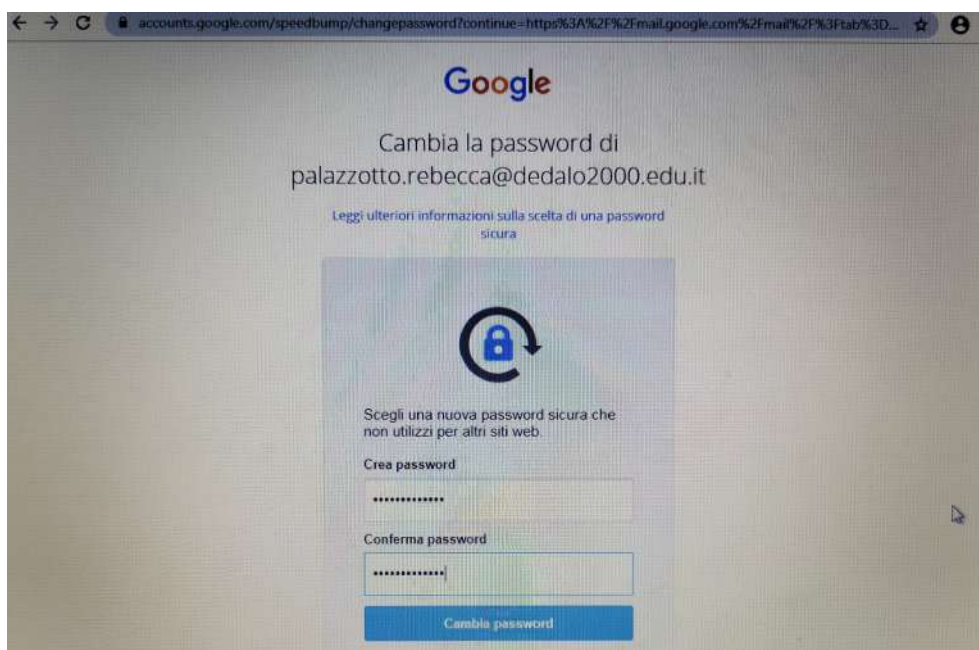 accounts.google.com/speedbump/changepassword?continue=https%3A%2F%2Fmail.google.com%2Fmail%2F%3Ftab%3D...
Google
Cambia la password di
palazzotto.rebecca@dedalo2000.edu.it
Leggi ulteriori informazioni sulla scelta di una password
sicura
Scegli una nuova password sicura che
non utilizzi per altri siti web.
Crea password
•••••••••••••
Conferma password
•••••••••••••
Cambia password